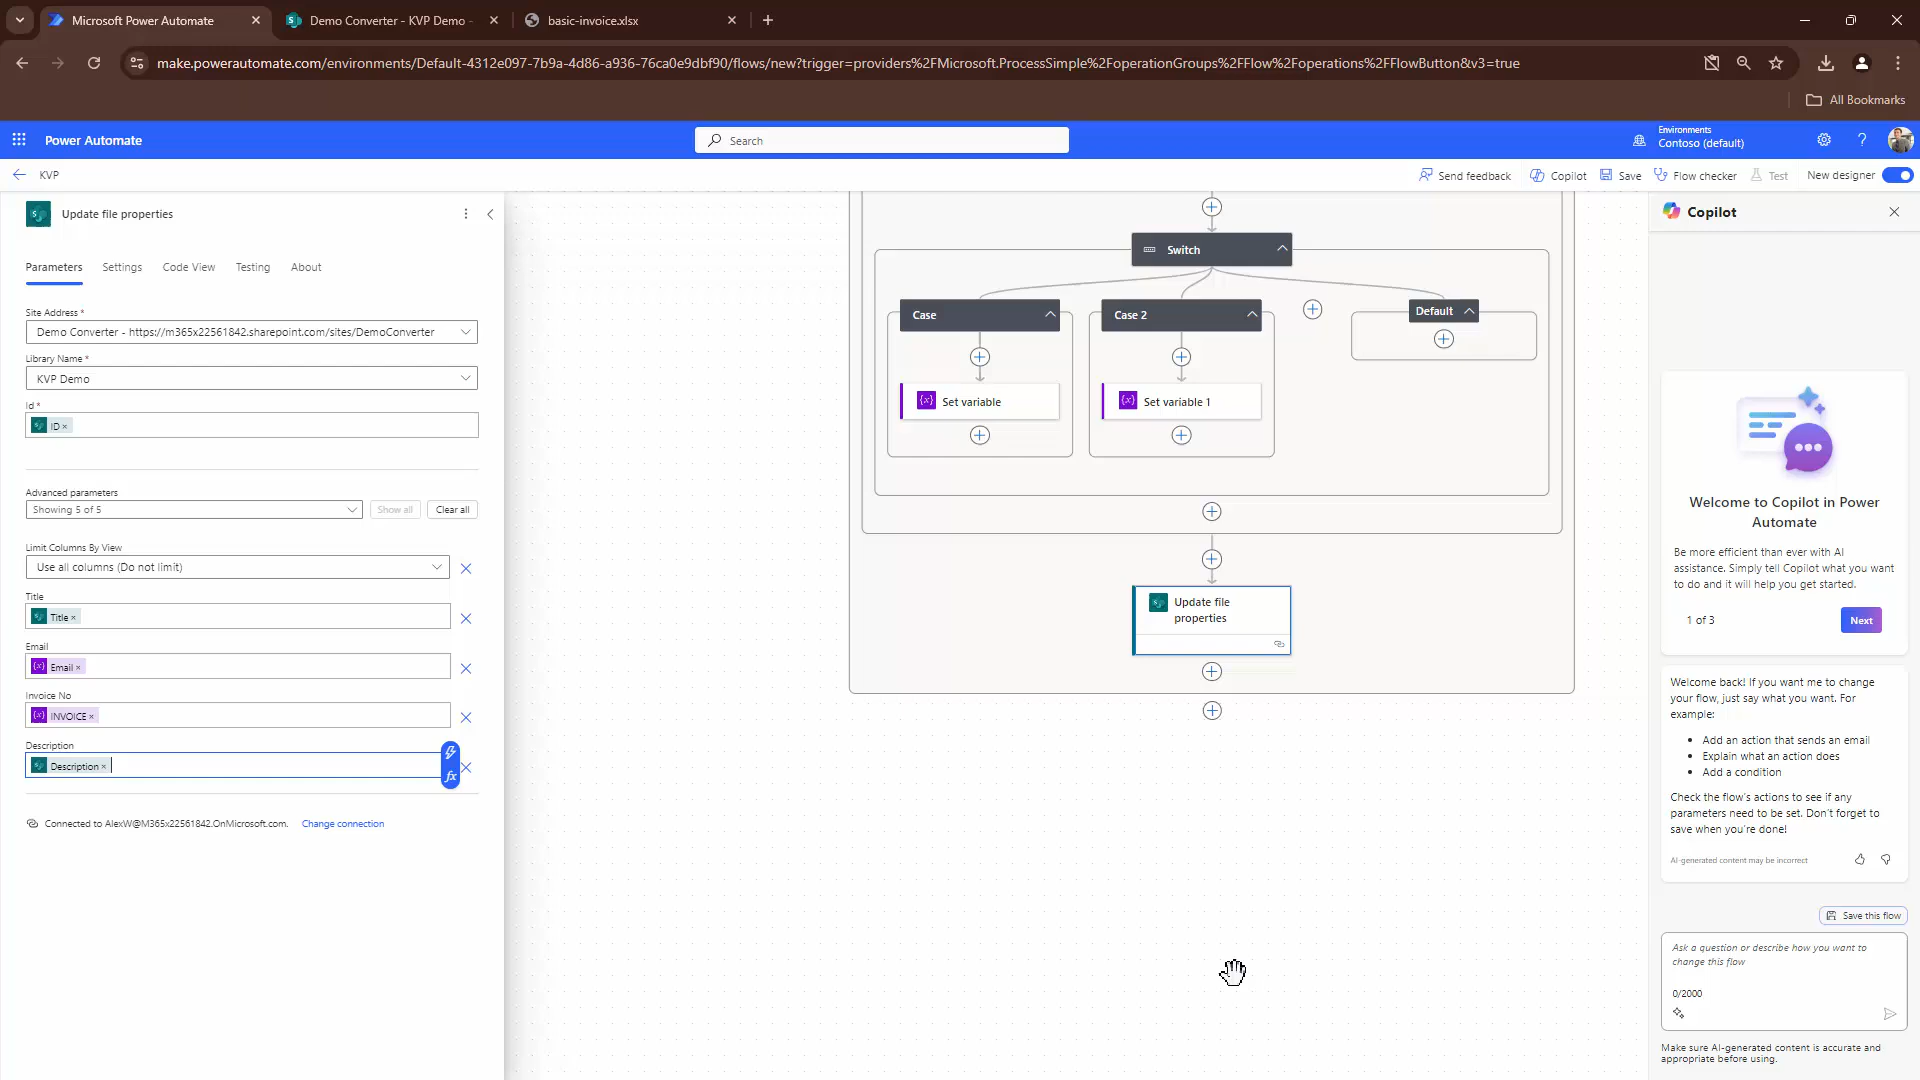 Microsoft Power Automate
Demo Converter - KVP Demo -
basic-invoice.xlsx
make.powerautomate.com/environments/Default-4312e097-7b9a-4d86-a936-76ca0e9dbf90/flows/new?trigger=providers%2FMicrosoft.ProcessSimple%2FoperationGroups%2FFlow%2Foperations%2FFlowButton&v3=true
All Bookmarks
Power Automate
Search
Environments
Contoso (default)
KVP
Send feedback
Copilot
Save
Flow checker
Test
New designer
Update file properties
Parameters
Settings
Code View
Testing
About
Site Address *
Demo Converter - https://m365x22561842.sharepoint.com/sites/DemoConverter
Library Name *
KVP Demo
Id *
ID ×
Advanced parameters
Showing 5 of 5
Show all
Clear all
Limit Columns By View
Use all columns (Do not limit)
Title
Title ×
Email
Email ×
Invoice No
INVOICE ×
Description
Description ×
fx
Connected to AlexW@M365x22561842.OnMicrosoft.com.
Change connection
Switch
Case
Case 2
Default
{x} Set variable
{x} Set variable 1
Update file
properties
Copilot
Welcome to Copilot in Power
Automate
Be more efficient than ever with AI
assistance. Simply tell Copilot what you want
to do and it will help you get started.
1 of 3
Next
Welcome back! If you want me to change
your flow, just say what you want. For
example:
• Add an action that sends an email
• Explain what an action does
• Add a condition
Check the flow's actions to see if any
parameters need to be set. Don't forget to
save when you're done!
AI-generated content may be incorrect
Save this flow
Ask a question or describe how you want to
change this flow
0/2000
Make sure AI-generated content is accurate and
appropriate before using.